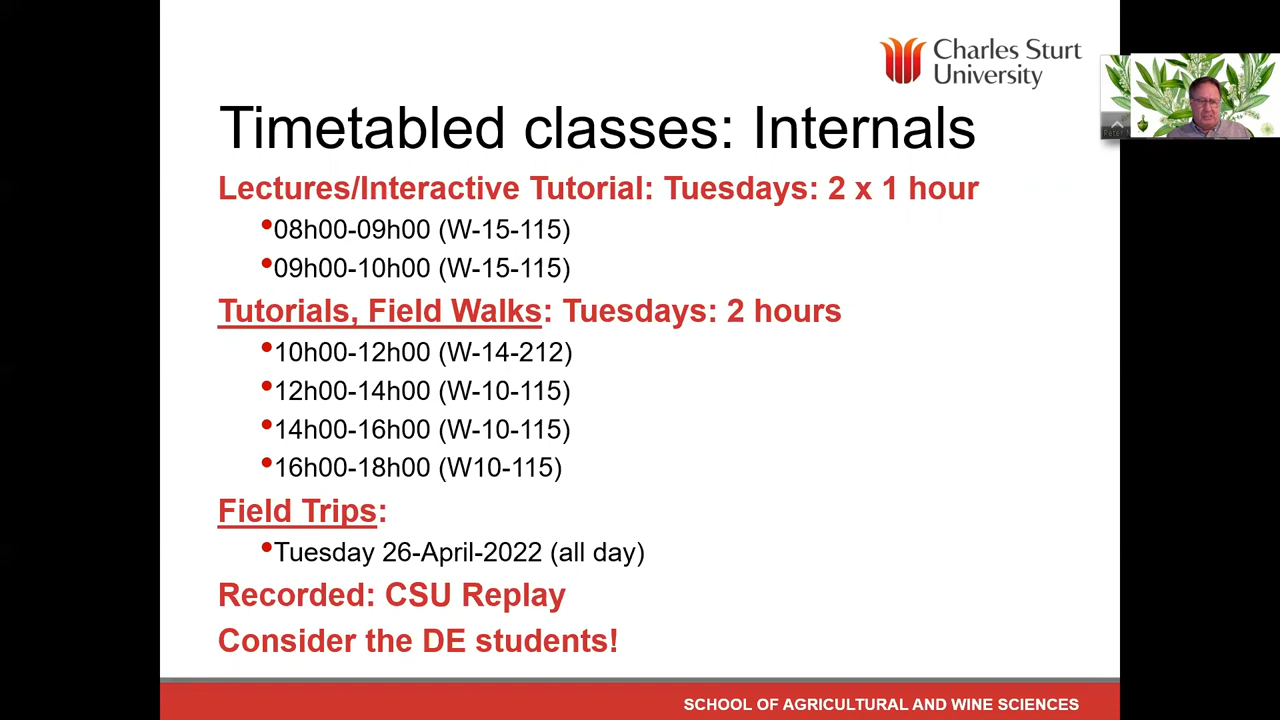 Charles Sturt
University
Timetabled classes: Internals
Lectures/Interactive Tutorial: Tuesdays: 2 x 1 hour
•08h00-09h00 (W-15-115)
•09h00-10h00 (W-15-115)
Tutorials, Field Walks: Tuesdays: 2 hours
•10h00-12h00 (W-14-212)
•12h00-14h00 (W-10-115)
•14h00-16h00 (W-10-115)
•16h00-18h00 (W10-115)
Field Trips:
•Tuesday 26-April-2022 (all day)
Recorded: CSU Replay
Consider the DE students!
SCHOOL OF AGRICULTURAL AND WINE SCIENCES